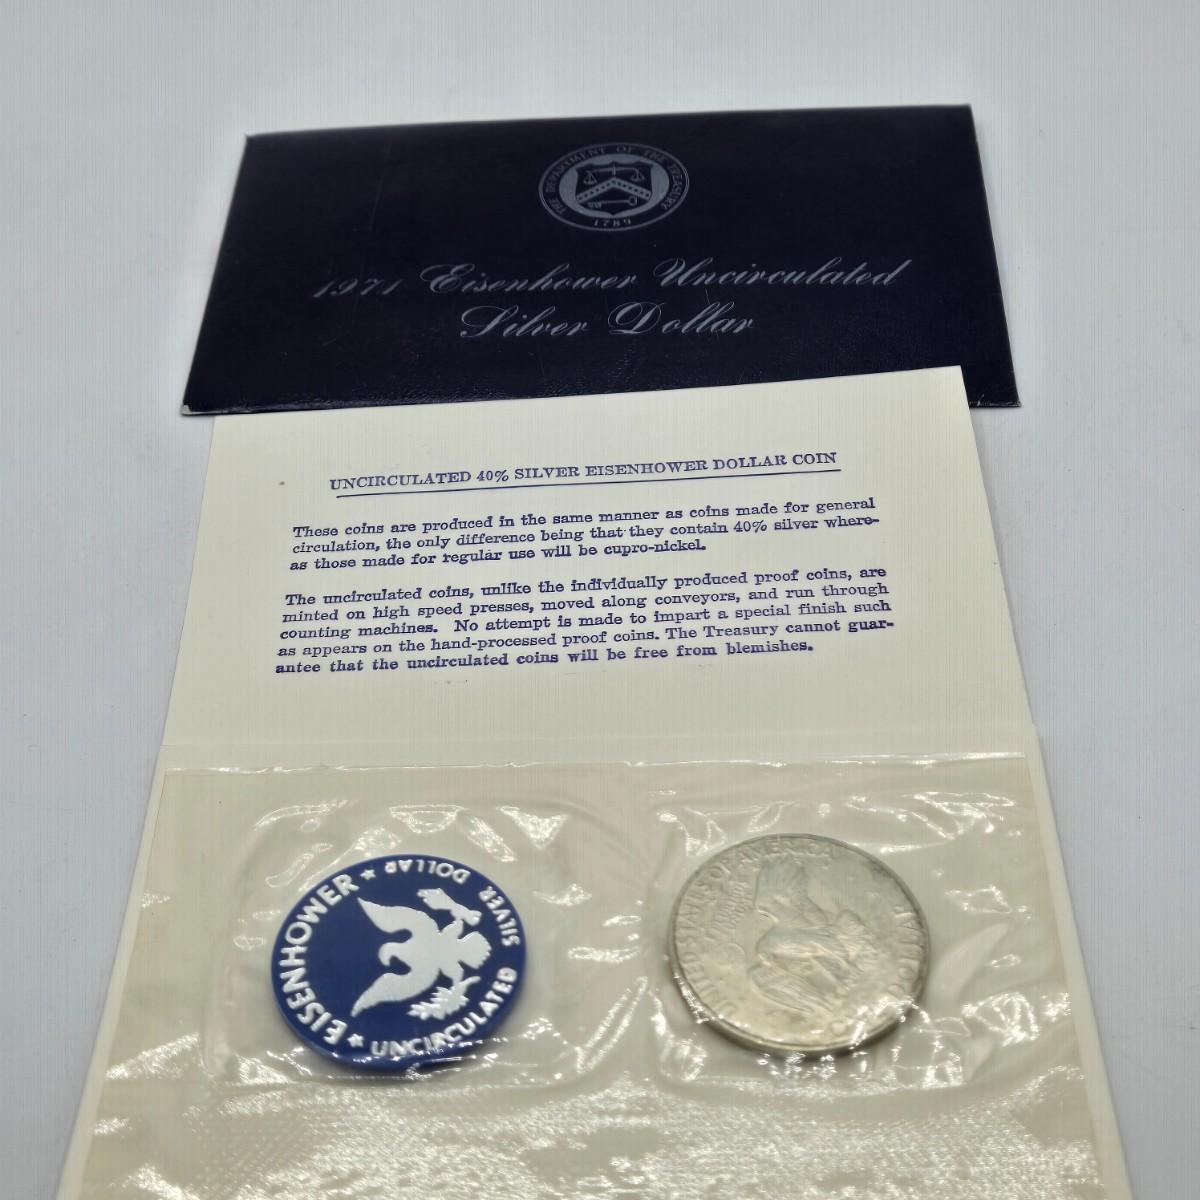 THE DEPARTMENT OF THE TREASURY
1789
1971 Eisenhower Uncirculated
Silver Dollar
UNCIRCULATED 40% SILVER EISENHOWER DOLLAR COIN
These coins are produced in the same manner as coins made for general
circulation, the only difference being that they contain 40% silver where-
as those made for regular use will be cupro-nickel.
The uncirculated coins, unlike the individually produced proof coins, are
minted on high speed presses, moved along conveyors, and run through
counting machines. No attempt is made to impart a special finish such
as appears on the hand-processed proof coins. The Treasury cannot guar-
antee that the uncirculated coins will be free from blemishes.
★ EISENHOWER ★
UNCIRCULATED SILVER DOLLAR
UNITED STATES OF AMERICA